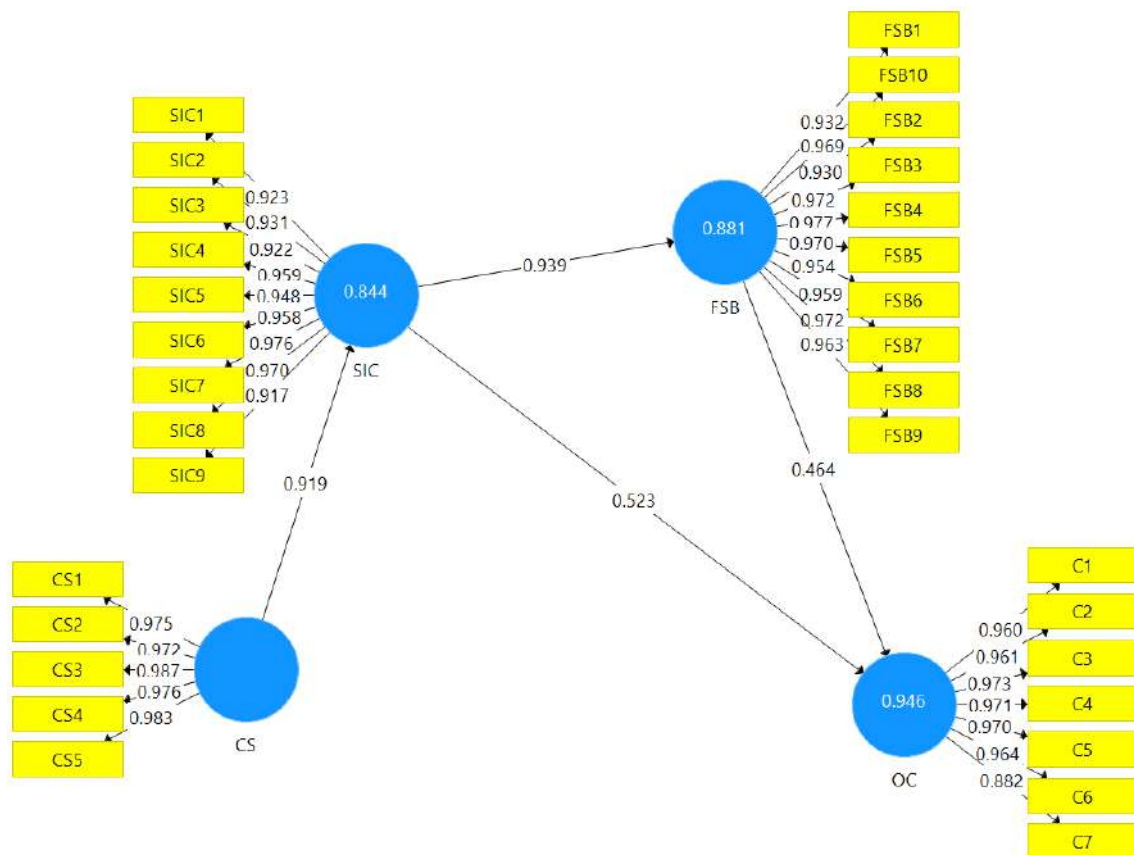 FSB1
FSB10
FSB2
FSB3
FSB4
FSB5
FSB6
FSB7
FSB8
FSB9
0.932
0.969
0.930
0.972
0.977
0.970
0.954
0.959
0.972
0.963
0.881
FSB
SIC1
SIC2
SIC3
SIC4
SIC5
SIC6
SIC7
SIC8
SIC9
0.923
0.931
0.922
0.959
0.948
0.958
0.976
0.970
0.917
0.844
SIC
0.939
0.919
0.523
0.464
CS1
CS2
CS3
CS4
CS5
0.975
0.972
0.987
0.976
0.983
CS
0.946
OC
0.960
0.961
0.973
0.971
0.970
0.964
0.882
C1
C2
C3
C4
C5
C6
C7